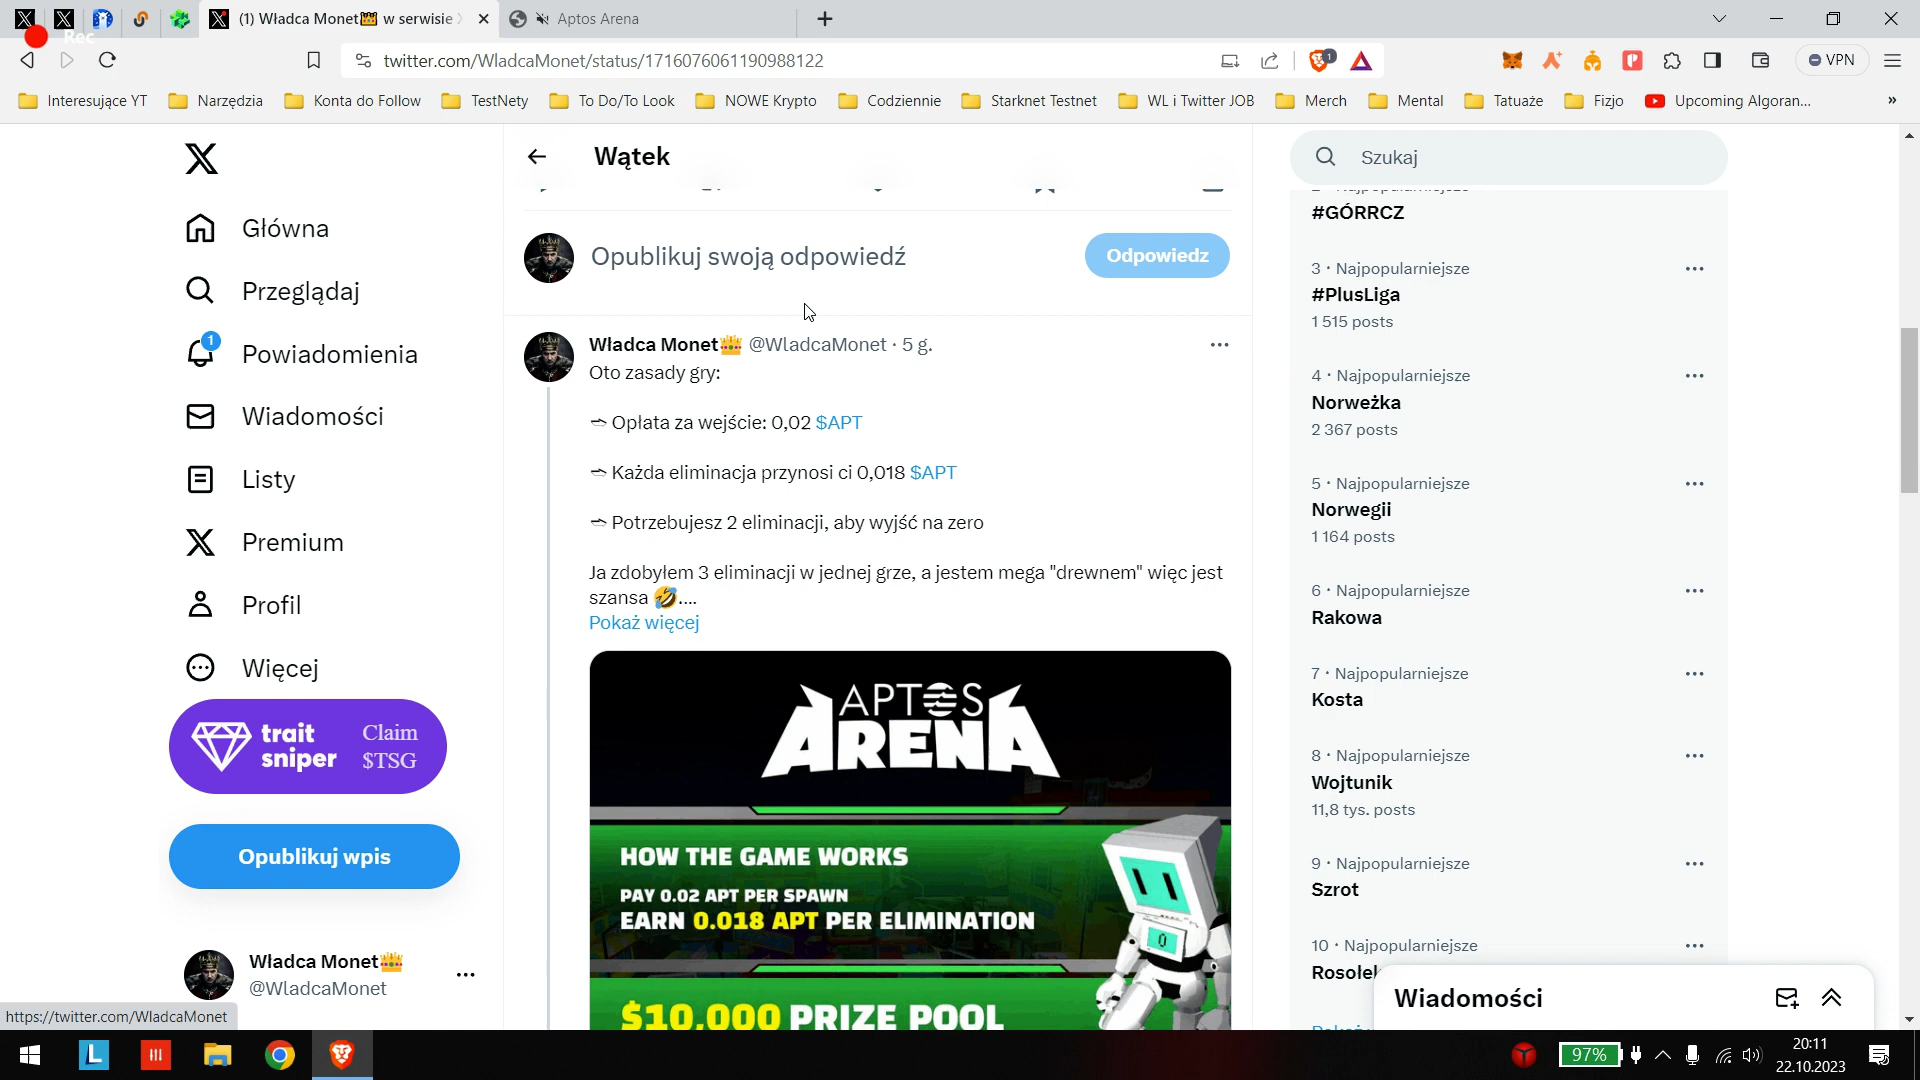 (1) Władca Monet👑 w serwisie
Aptos Arena
Rec
twitter.com/WladcaMonet/status/1716076061190988122
1
VPN
Interesujące YT
Narzędzia
Konta do Follow
TestNety
To Do/To Look
NOWE Krypto
Codziennie
Starknet Testnet
WL i Twitter JOB
Merch
Mental
Tatuaże
Fizjo
Upcoming Algoran...
»
Główna
Przeglądaj
1
Powiadomienia
Wiadomości
Listy
Premium
Profil
Więcej
trait sniper
Claim $TSG
Opublikuj wpis
Władca Monet👑
@WladcaMonet
https://twitter.com/WladcaMonet
Wątek
Opublikuj swoją odpowiedź
Odpowiedz
Władca Monet👑 @WladcaMonet · 5 g.
Oto zasady gry:
➱ Opłata za wejście: 0,02 $APT
➱ Każda eliminacja przynosi ci 0,018 $APT
➱ Potrzebujesz 2 eliminacji, aby wyjść na zero
Ja zdobyłem 3 eliminacji w jednej grze, a jestem mega "drewnem" więc jest
szansa 🤣....
Pokaż więcej
APTOS
ARENA
HOW THE GAME WORKS
PAY 0.02 APT PER SPAWN
EARN 0.018 APT PER ELIMINATION
$10,000 PRIZE POOL
0
Szukaj
#GÓRRCZ
3 · Najpopularniejsze
#PlusLiga
1 515 posts
4 · Najpopularniejsze
Norweżka
2 367 posts
5 · Najpopularniejsze
Norwegii
1 164 posts
6 · Najpopularniejsze
Rakowa
7 · Najpopularniejsze
Kosta
8 · Najpopularniejsze
Wojtunik
11,8 tys. posts
9 · Najpopularniejsze
Szrot
10 · Najpopularniejsze
Wiadomości
L
97%
20:11
22.10.2023